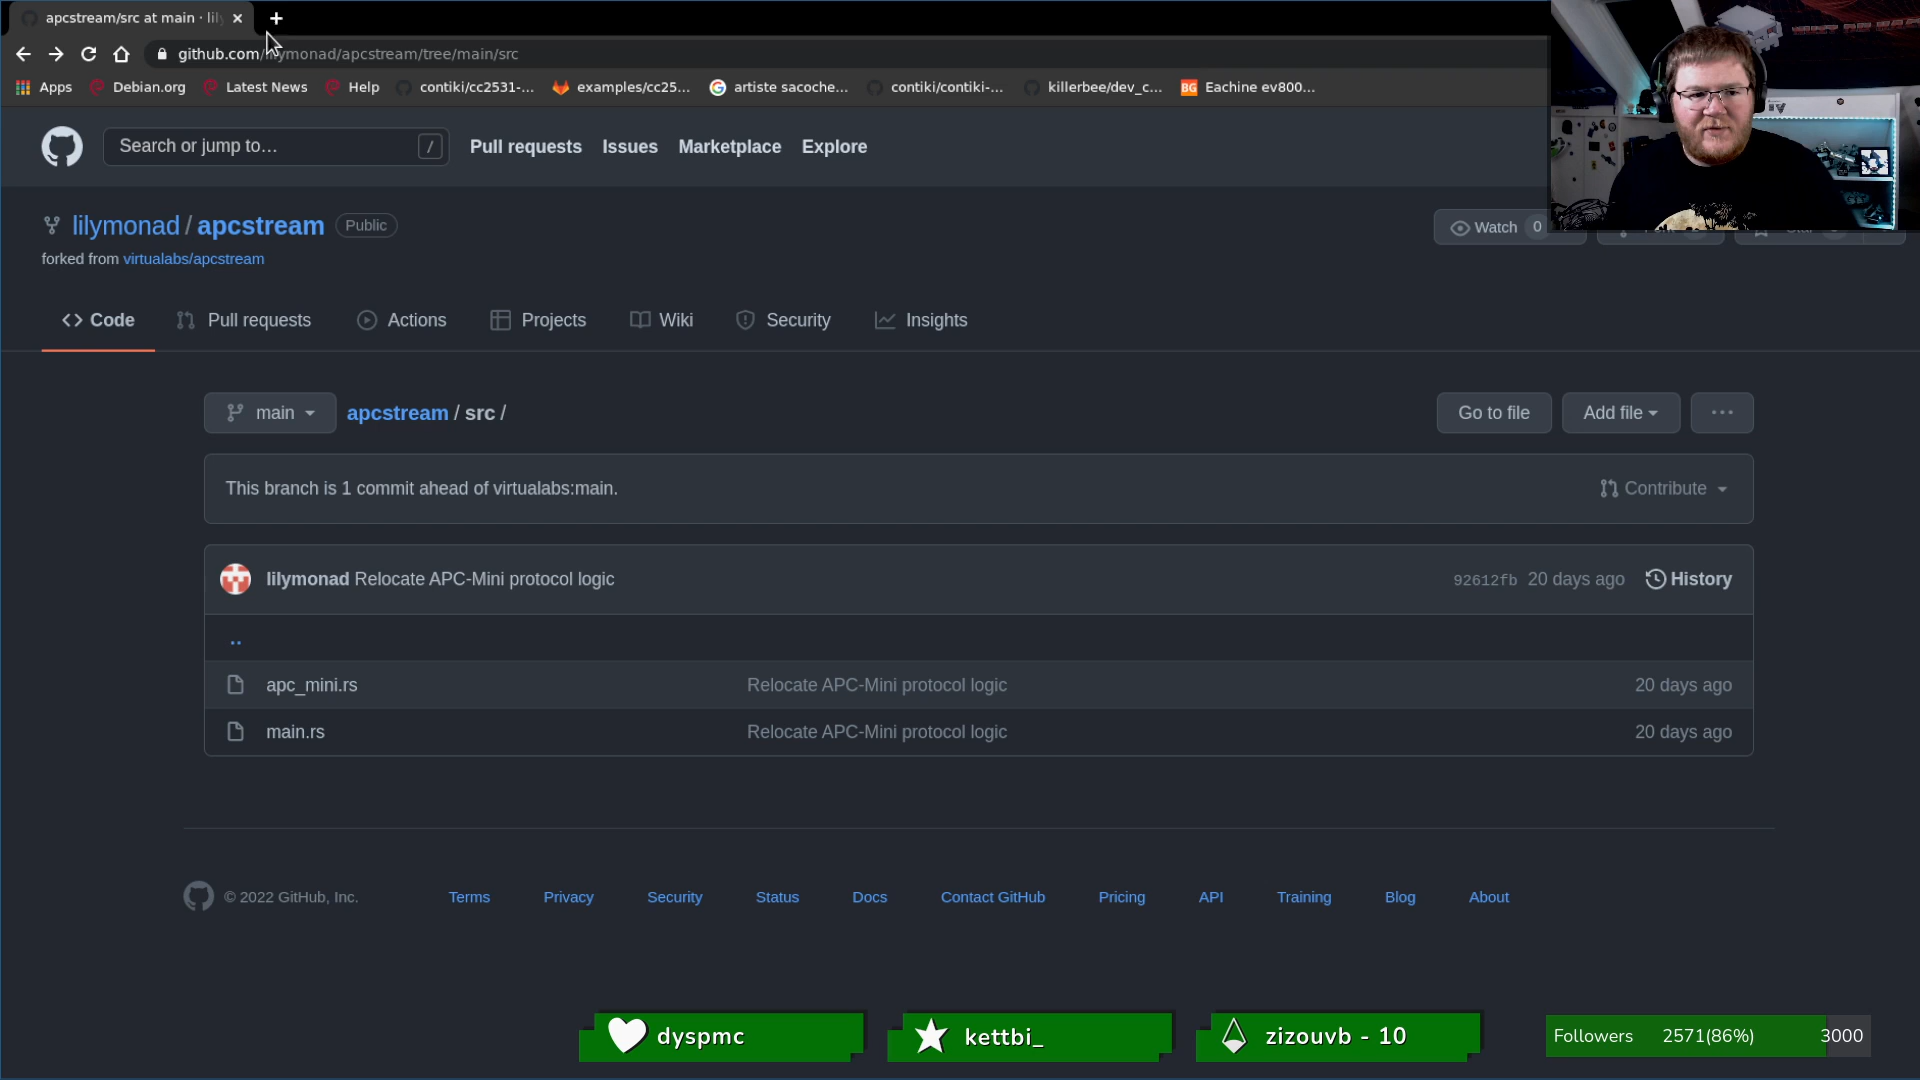 apcstream/src at main · lil
github.com/lilymonad/apcstream/tree/main/src
Apps Debian.org Latest News Help contiki/cc2531-... examples/cc25... artiste sacoche... contiki/contiki-... killerbee/dev_c... BG Eachine ev800...
Search or jump to... / Pull requests Issues Marketplace Explore
lilymonad / apcstream Public Watch 0
forked from virtualabs/apcstream
Code Pull requests Actions Projects Wiki Security Insights
main apcstream / src / Go to file Add file ...
This branch is 1 commit ahead of virtualabs:main. Contribute
lilymonad Relocate APC-Mini protocol logic 92612fb 20 days ago History
..
apc_mini.rs Relocate APC-Mini protocol logic 20 days ago
main.rs Relocate APC-Mini protocol logic 20 days ago
© 2022 GitHub, Inc. Terms Privacy Security Status Docs Contact GitHub Pricing API Training Blog About
dyspmc kettbi_ zizouvb - 10 Followers 2571(86%) 3000